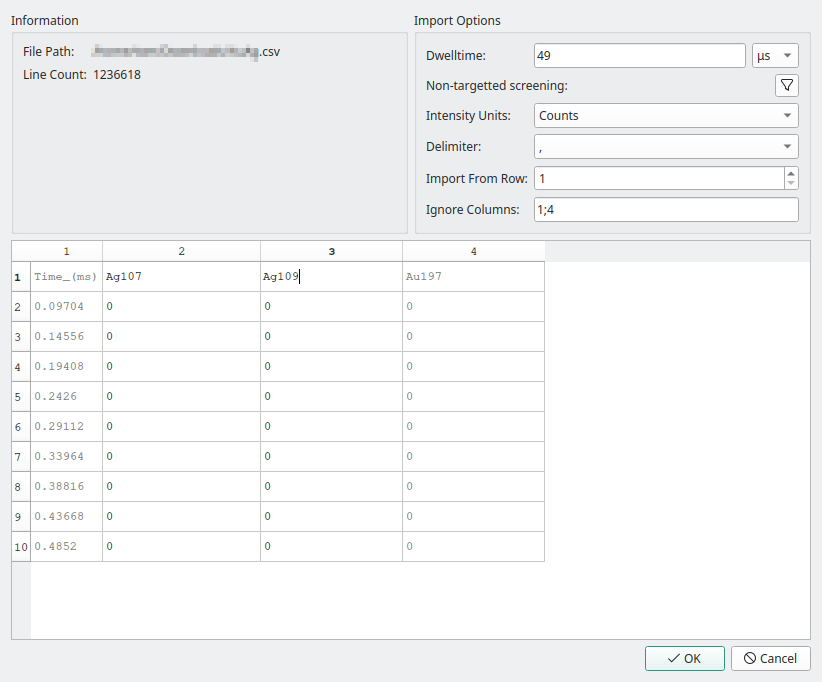 Information
Import Options
File Path: .csv
Line Count: 1236618
Dwelltime: 49 µs
Non-targetted screening:
Intensity Units: Counts
Delimiter: ,
Import From Row: 1
Ignore Columns: 1;4
1 2 3 4
1 Time_(ms) Ag107 Ag109 Au197
2 0.09704 0 0 0
3 0.14556 0 0 0
4 0.19408 0 0 0
5 0.2426 0 0 0
6 0.29112 0 0 0
7 0.33964 0 0 0
8 0.38816 0 0 0
9 0.43668 0 0 0
10 0.4852 0 0 0
OK Cancel